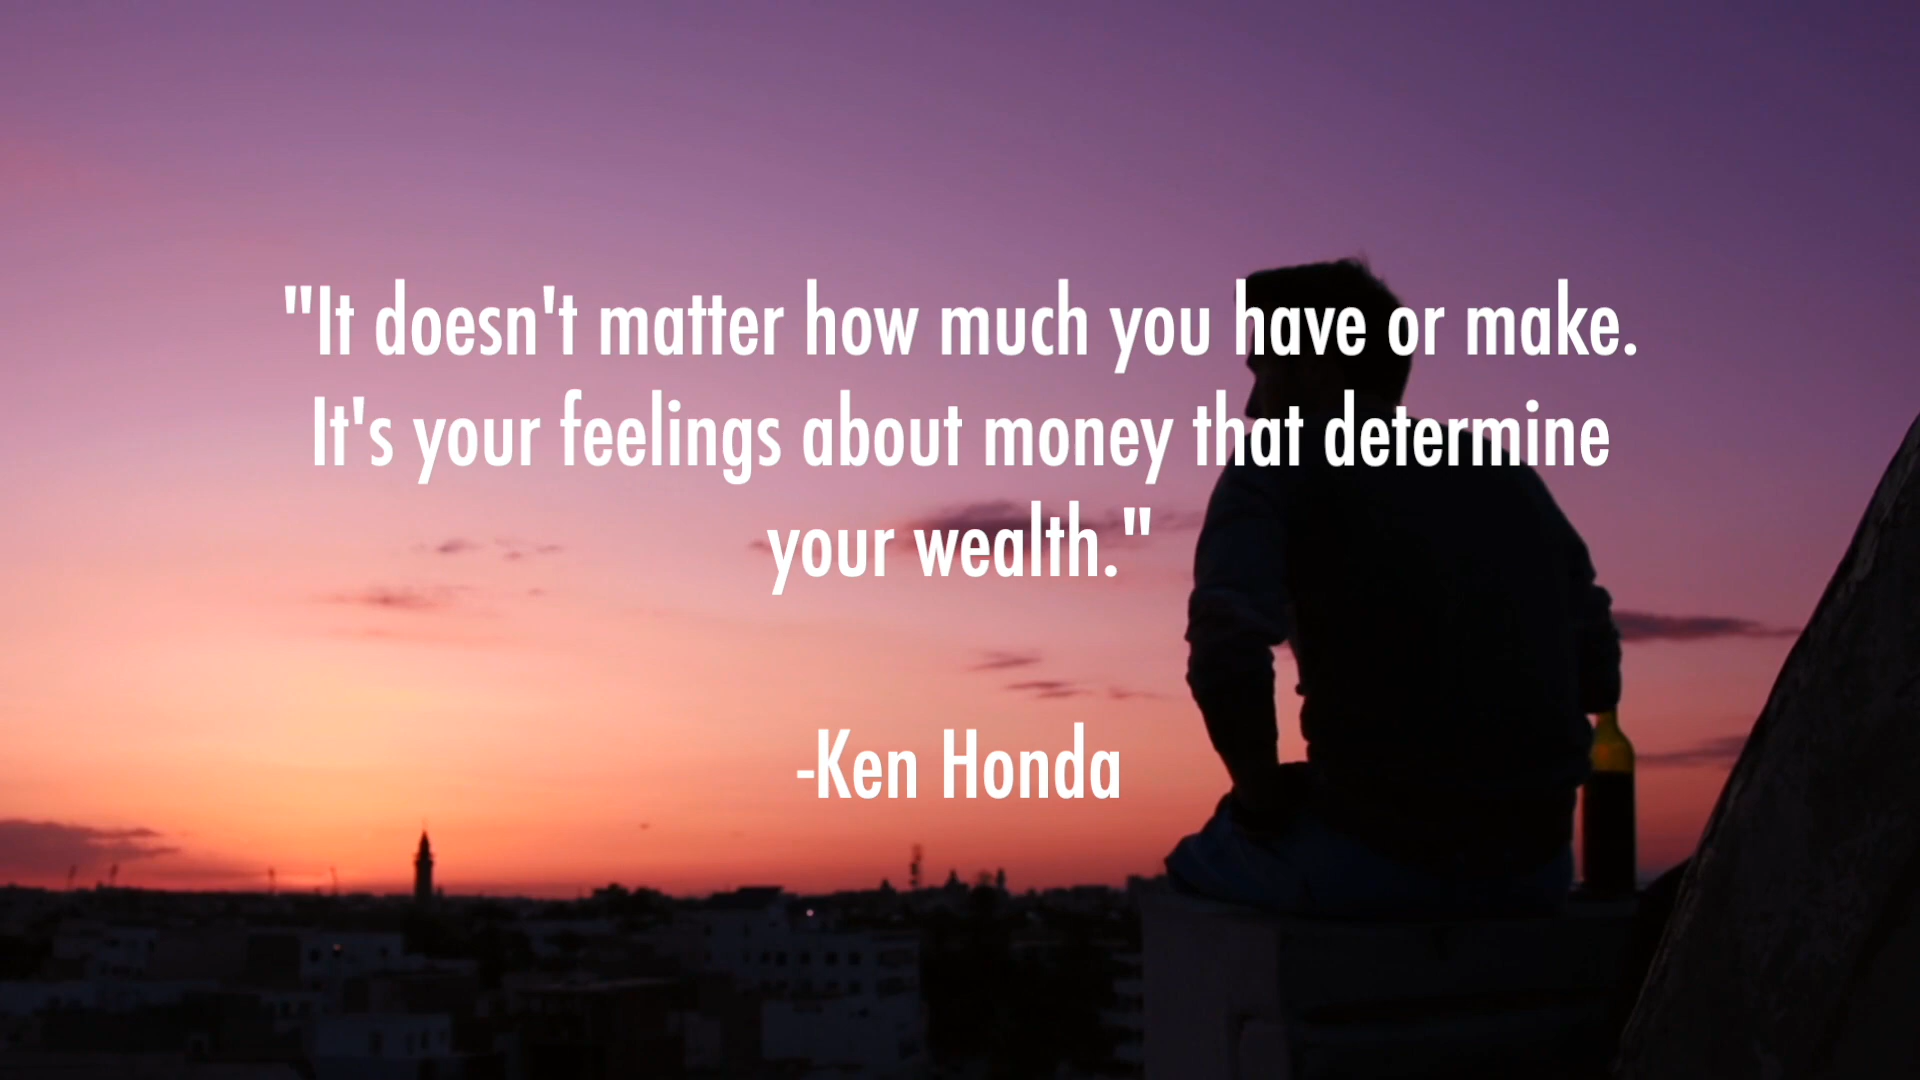 "It doesn't matter how much you have or make.
It's your feelings about money that determine
your wealth."
-Ken Honda